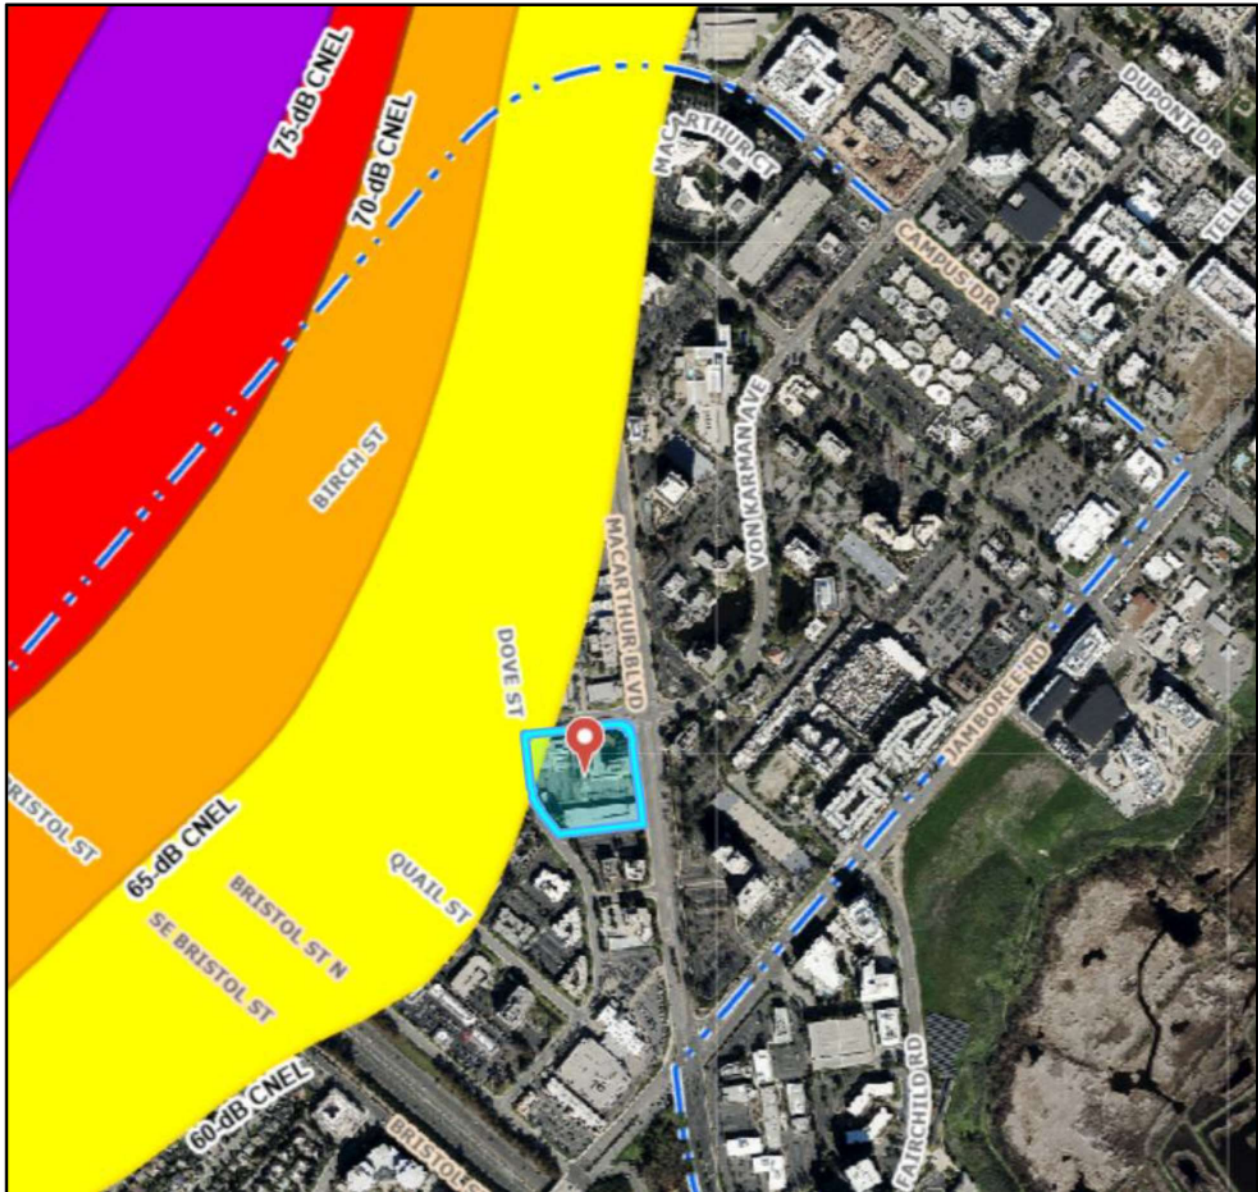 75-dB CNEL
70-dB CNEL
MACARTHUR CT
DUPONT DR
CAMPUS DR
BIRCH ST
VON KARMAN AVE
MACARTHUR BLVD
DOVE ST
JAMBOREE RD
65-dB CNEL
QUAIL ST
BRISTOL ST N
SE BRISTOL ST
60-dB CNEL
FAIRCHILD RD